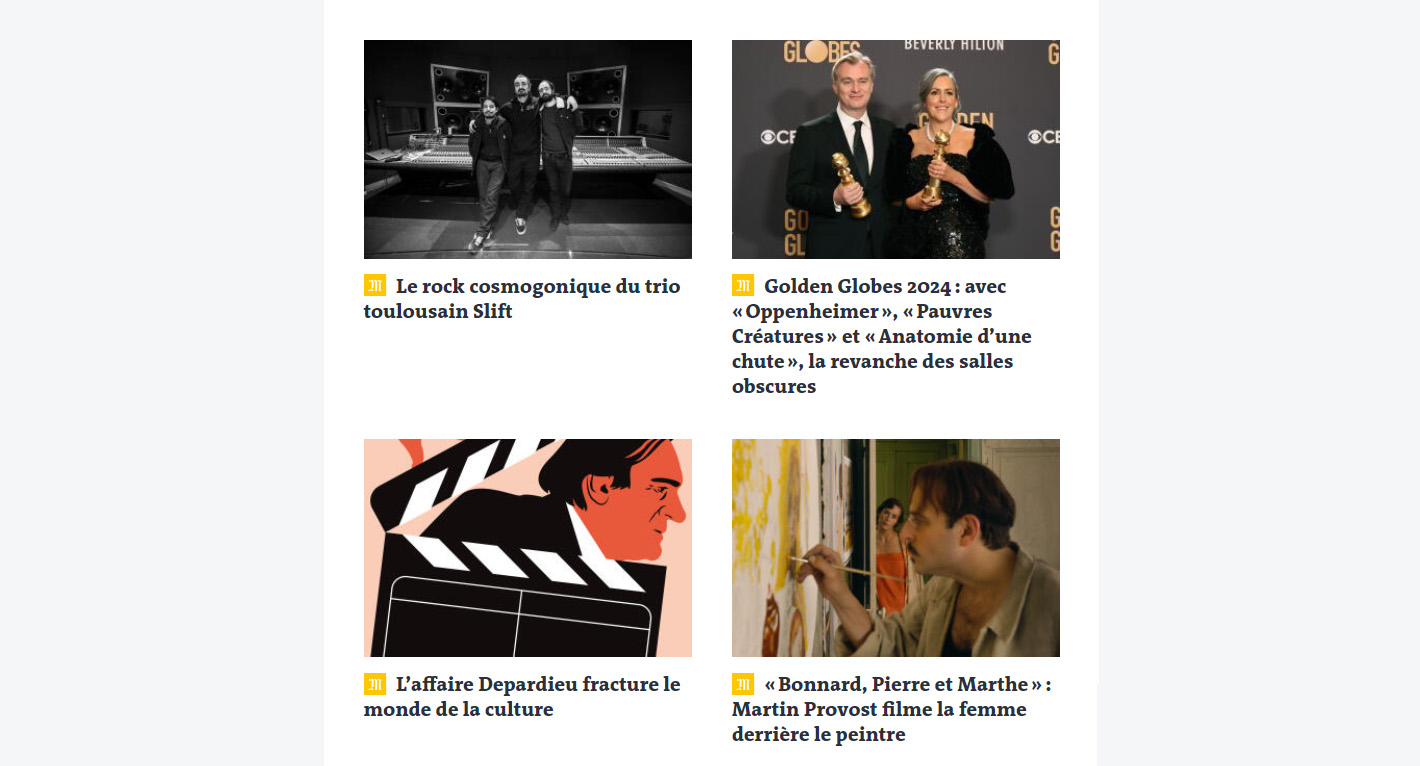 GLOBES
BEVERLY HILTON
GOLDEN
CBS
Le rock cosmogonique du trio
toulousain Slift
Golden Globes 2024 : avec
« Oppenheimer », « Pauvres
Créatures » et « Anatomie d’une
chute », la revanche des salles
obscures
L’affaire Depardieu fracture le
monde de la culture
« Bonnard, Pierre et Marthe » :
Martin Provost filme la femme
derrière le peintre